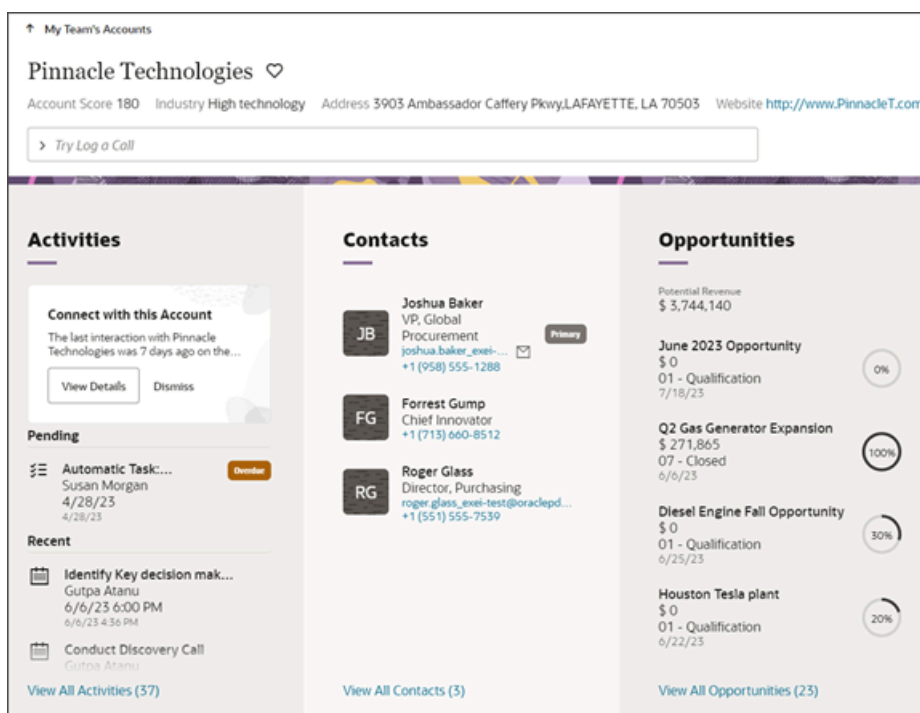 ↑ My Team's Accounts
Pinnacle Technologies
Account Score 180 Industry High technology Address 3903 Ambassador Caffery Pkwy,LAFAYETTE, LA 70503 Website http://www.PinnacleT.com
> Try Log a Call
Activities
Connect with this Account
The last interaction with Pinnacle
Technologies was 7 days ago on the...
View Details Dismiss
Pending
Automatic Task:... Overdue
Susan Morgan
4/28/23
4/28/23
Recent
Identify Key decision mak...
Gutpa Atanu
6/6/23 6:00 PM
6/6/23 4:36 PM
Conduct Discovery Call
Gutpa Atanu
View All Activities (37)
Contacts
JB
Joshua Baker
VP, Global
Procurement
Primary
joshua.baker_exei-...
+1 (958) 555-1288
FG
Forrest Gump
Chief Innovator
+1 (713) 660-8512
RG
Roger Glass
Director, Purchasing
roger.glass_exei-test@oraclepd...
+1 (551) 555-7539
View All Contacts (3)
Opportunities
Potential Revenue
$ 3,744,140
June 2023 Opportunity
$ 0
01 - Qualification
7/18/23
0%
Q2 Gas Generator Expansion
$ 271,865
07 - Closed
6/6/23
100%
Diesel Engine Fall Opportunity
$ 0
01 - Qualification
6/25/23
30%
Houston Tesla plant
$ 0
01 - Qualification
6/22/23
20%
View All Opportunities (23)